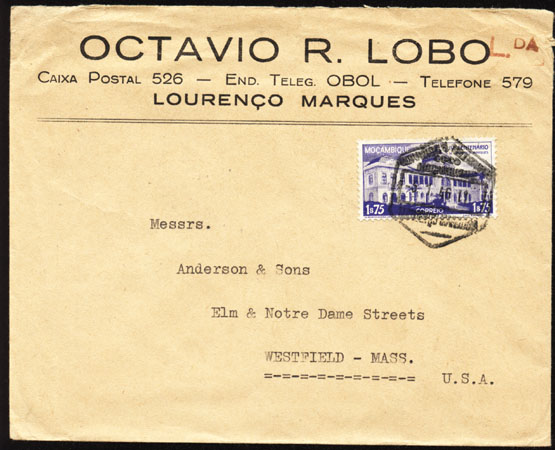 OCTAVIO R. LOBO L.DA
CAIXA POSTAL 526 — END. TELEG. OBOL — TELEFONE 579
LOURENÇO MARQUES
MOÇAMBIQUE
1$75 CORREIO 1$75
Messrs.
Anderson & Sons
Elm & Notre Dame Streets
WESTFIELD - MASS.
=-=-=-=-=-=-=-=-=-=
U.S.A.